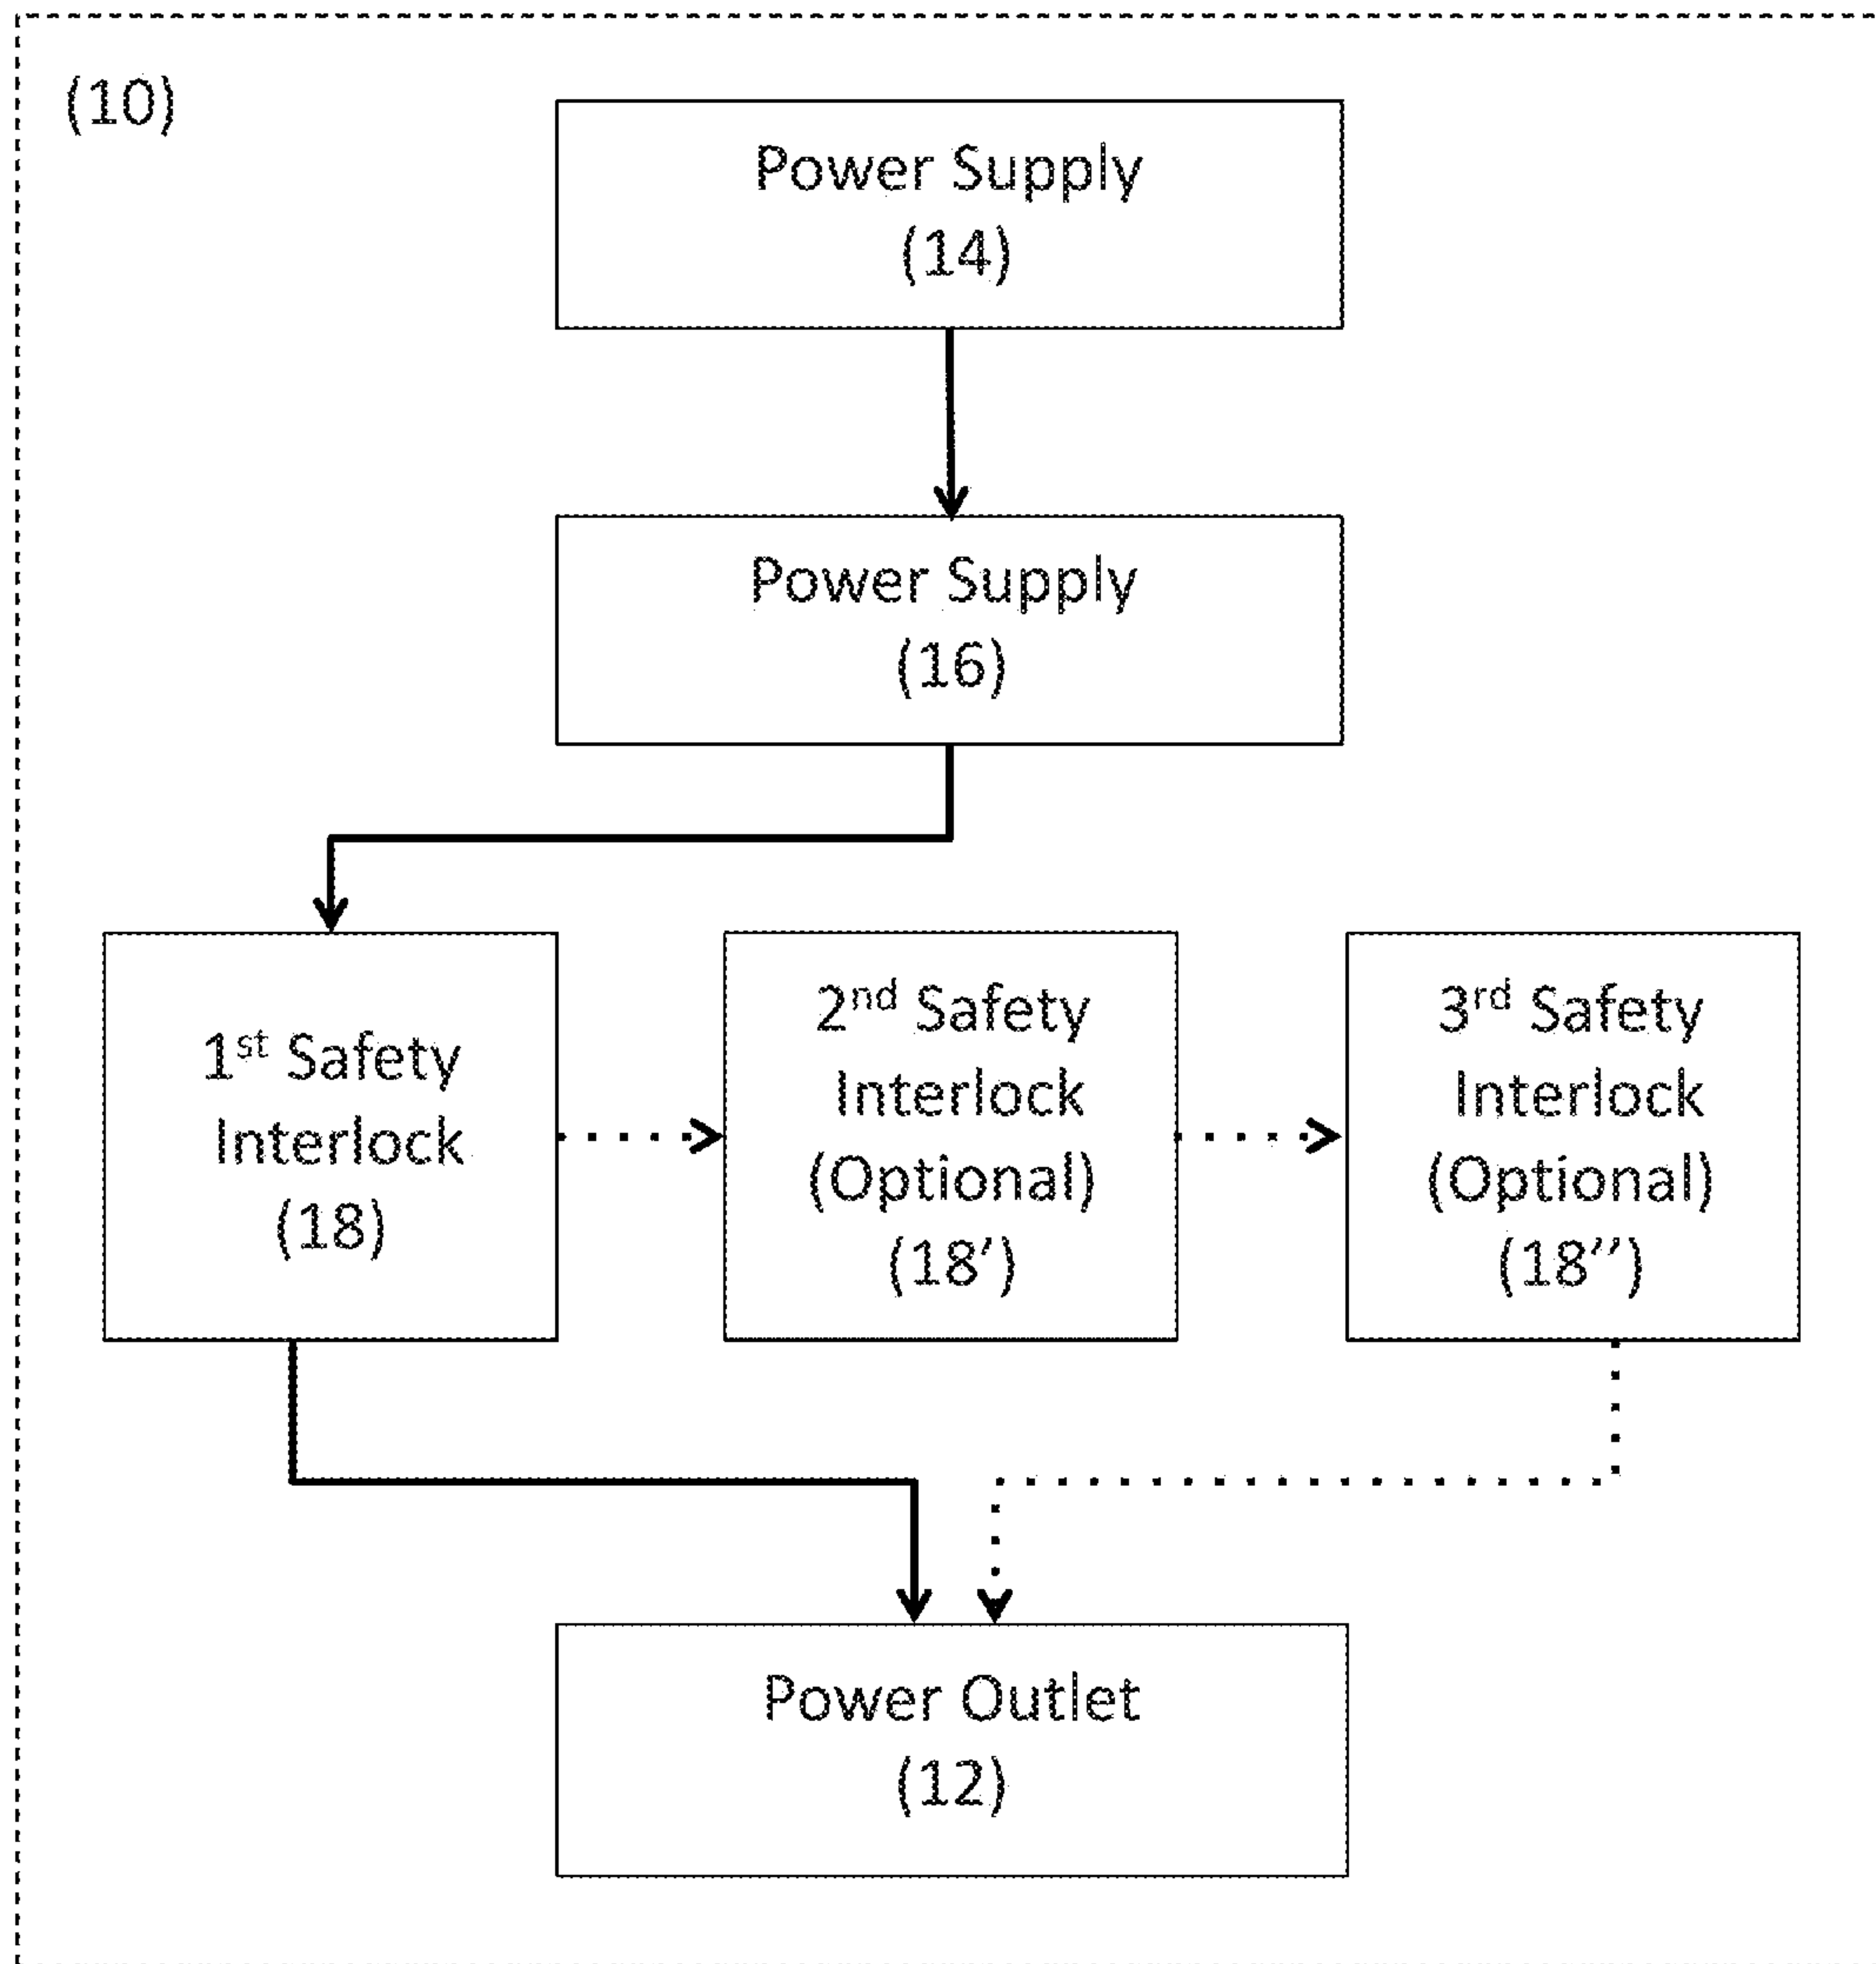 (10)
Power Supply
(14)
Power Supply
(16)
1st Safety
Interlock
(18)
2nd Safety
Interlock
(Optional)
(18′)
3rd Safety
Interlock
(Optional)
(18′′)
Power Outlet
(12)